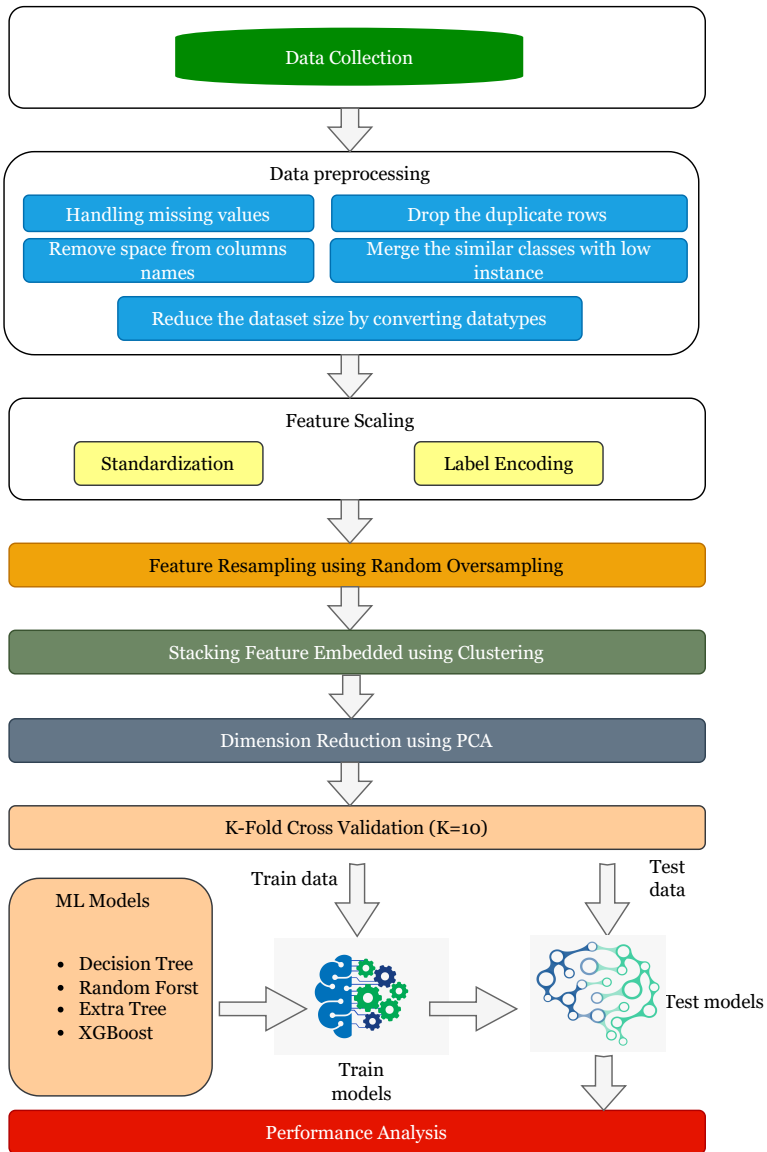 Data Collection
Data preprocessing
Handling missing values
Drop the duplicate rows
Remove space from columns
names
Merge the similar classes with low
instance
Reduce the dataset size by converting datatypes
Feature Scaling
Standardization
Label Encoding
Feature Resampling using Random Oversampling
Stacking Feature Embedded using Clustering
Dimension Reduction using PCA
K-Fold Cross Validation (K=10)
Train data
Test
data
ML Models
• Decision Tree
• Random Forst
• Extra Tree
• XGBoost
Train
models
Test models
Performance Analysis